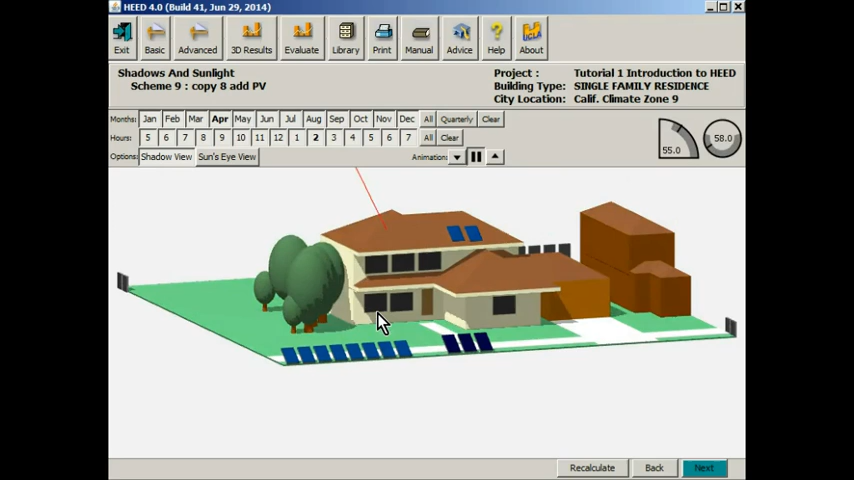 HEED 4.0 (Build 41, Jun 29, 2014)
Exit Basic Advanced 3D Results Evaluate Library Print Manual Advice Help About
Shadows And Sunlight
Scheme 9 : copy 8 add PV
Project : Tutorial 1 Introduction to HEED
Building Type: SINGLE FAMILY RESIDENCE
City Location: Calif. Climate Zone 9
Months: Jan Feb Mar Apr May Jun Jul Aug Sep Oct Nov Dec All Quarterly Clear
Hours: 5 6 7 8 9 10 11 12 1 2 3 4 5 6 7 All Clear
Options: Shadow View Sun's Eye View Animation:
55.0 58.0
Recalculate Back Next